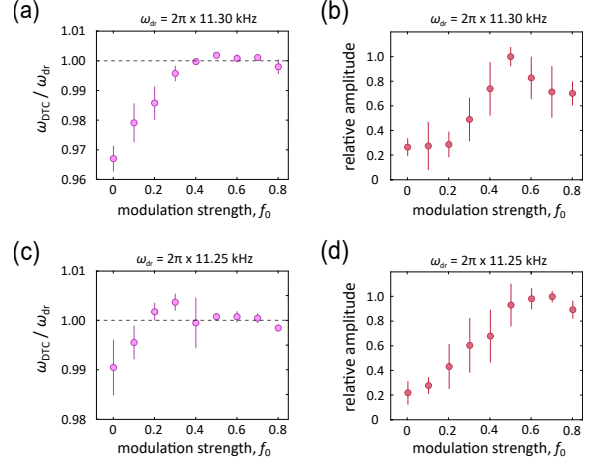 (a)
ω_dr = 2π x 11.30 kHz
1.01
1.00
0.99
0.98
0.97
0.96
ω_DTC / ω_dr
0 0.2 0.4 0.6 0.8
modulation strength, f_0
(b)
ω_dr = 2π x 11.30 kHz
1.0
0.8
0.6
0.4
0.2
0
relative amplitude
0 0.2 0.4 0.6 0.8
modulation strength, f_0
(c)
ω_dr = 2π x 11.25 kHz
1.01
1.00
0.99
0.98
ω_DTC / ω_dr
0 0.2 0.4 0.6 0.8
modulation strength, f_0
(d)
ω_dr = 2π x 11.25 kHz
1.0
0.8
0.6
0.4
0.2
0
relative amplitude
0 0.2 0.4 0.6 0.8
modulation strength, f_0